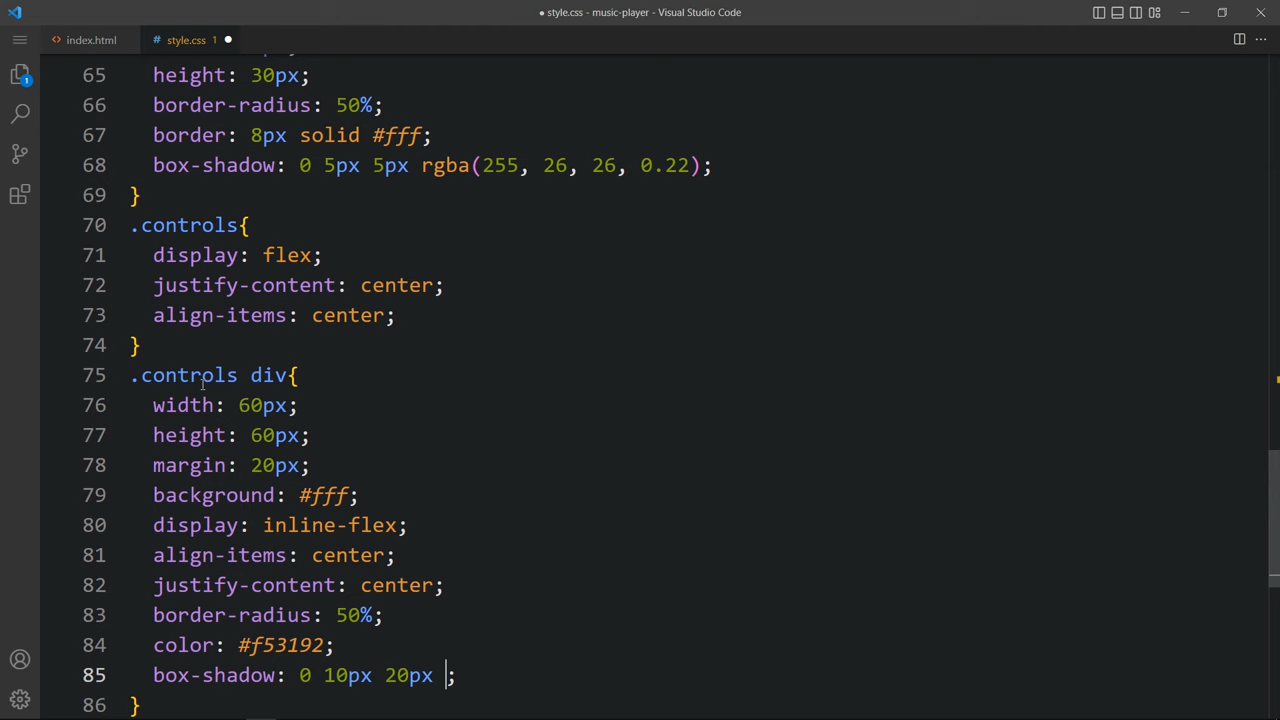 ● style.css - music-player - Visual Studio Code
<> index.html
# style.css 1 ●
1
65 height: 30px;
66 border-radius: 50%;
67 border: 8px solid #fff;
68 box-shadow: 0 5px 5px rgba(255, 26, 26, 0.22);
69 }
70 .controls{
71 display: flex;
72 justify-content: center;
73 align-items: center;
74 }
75 .controls div{
76 width: 60px;
77 height: 60px;
78 margin: 20px;
79 background: #fff;
80 display: inline-flex;
81 align-items: center;
82 justify-content: center;
83 border-radius: 50%;
84 color: #f53192;
85 box-shadow: 0 10px 20px ;
86 }